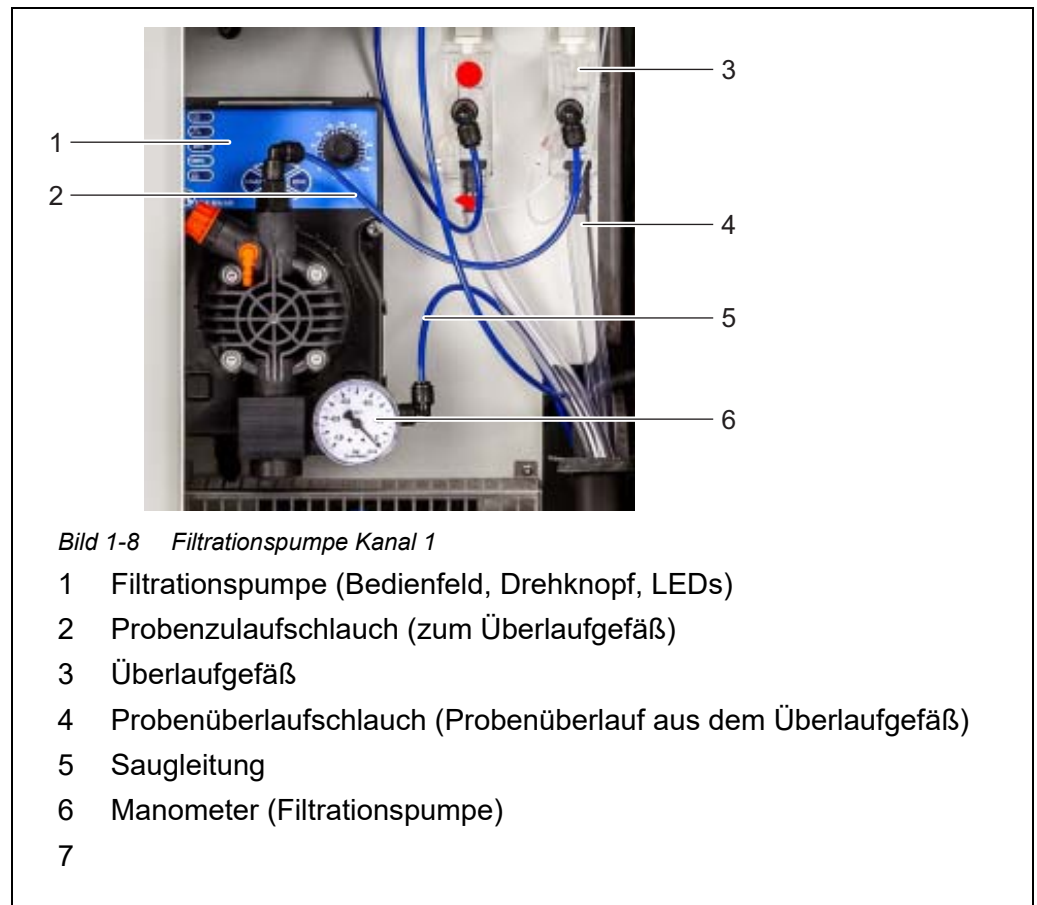 1
2
3
4
5
6
Bild 1-8 Filtrationspumpe Kanal 1
1 Filtrationspumpe (Bedienfeld, Drehknopf, LEDs)
2 Probenzulaufschlauch (zum Überlaufgefäß)
3 Überlaufgefäß
4 Probenüberlaufschlauch (Probenüberlauf aus dem Überlaufgefäß)
5 Saugleitung
6 Manometer (Filtrationspumpe)
7